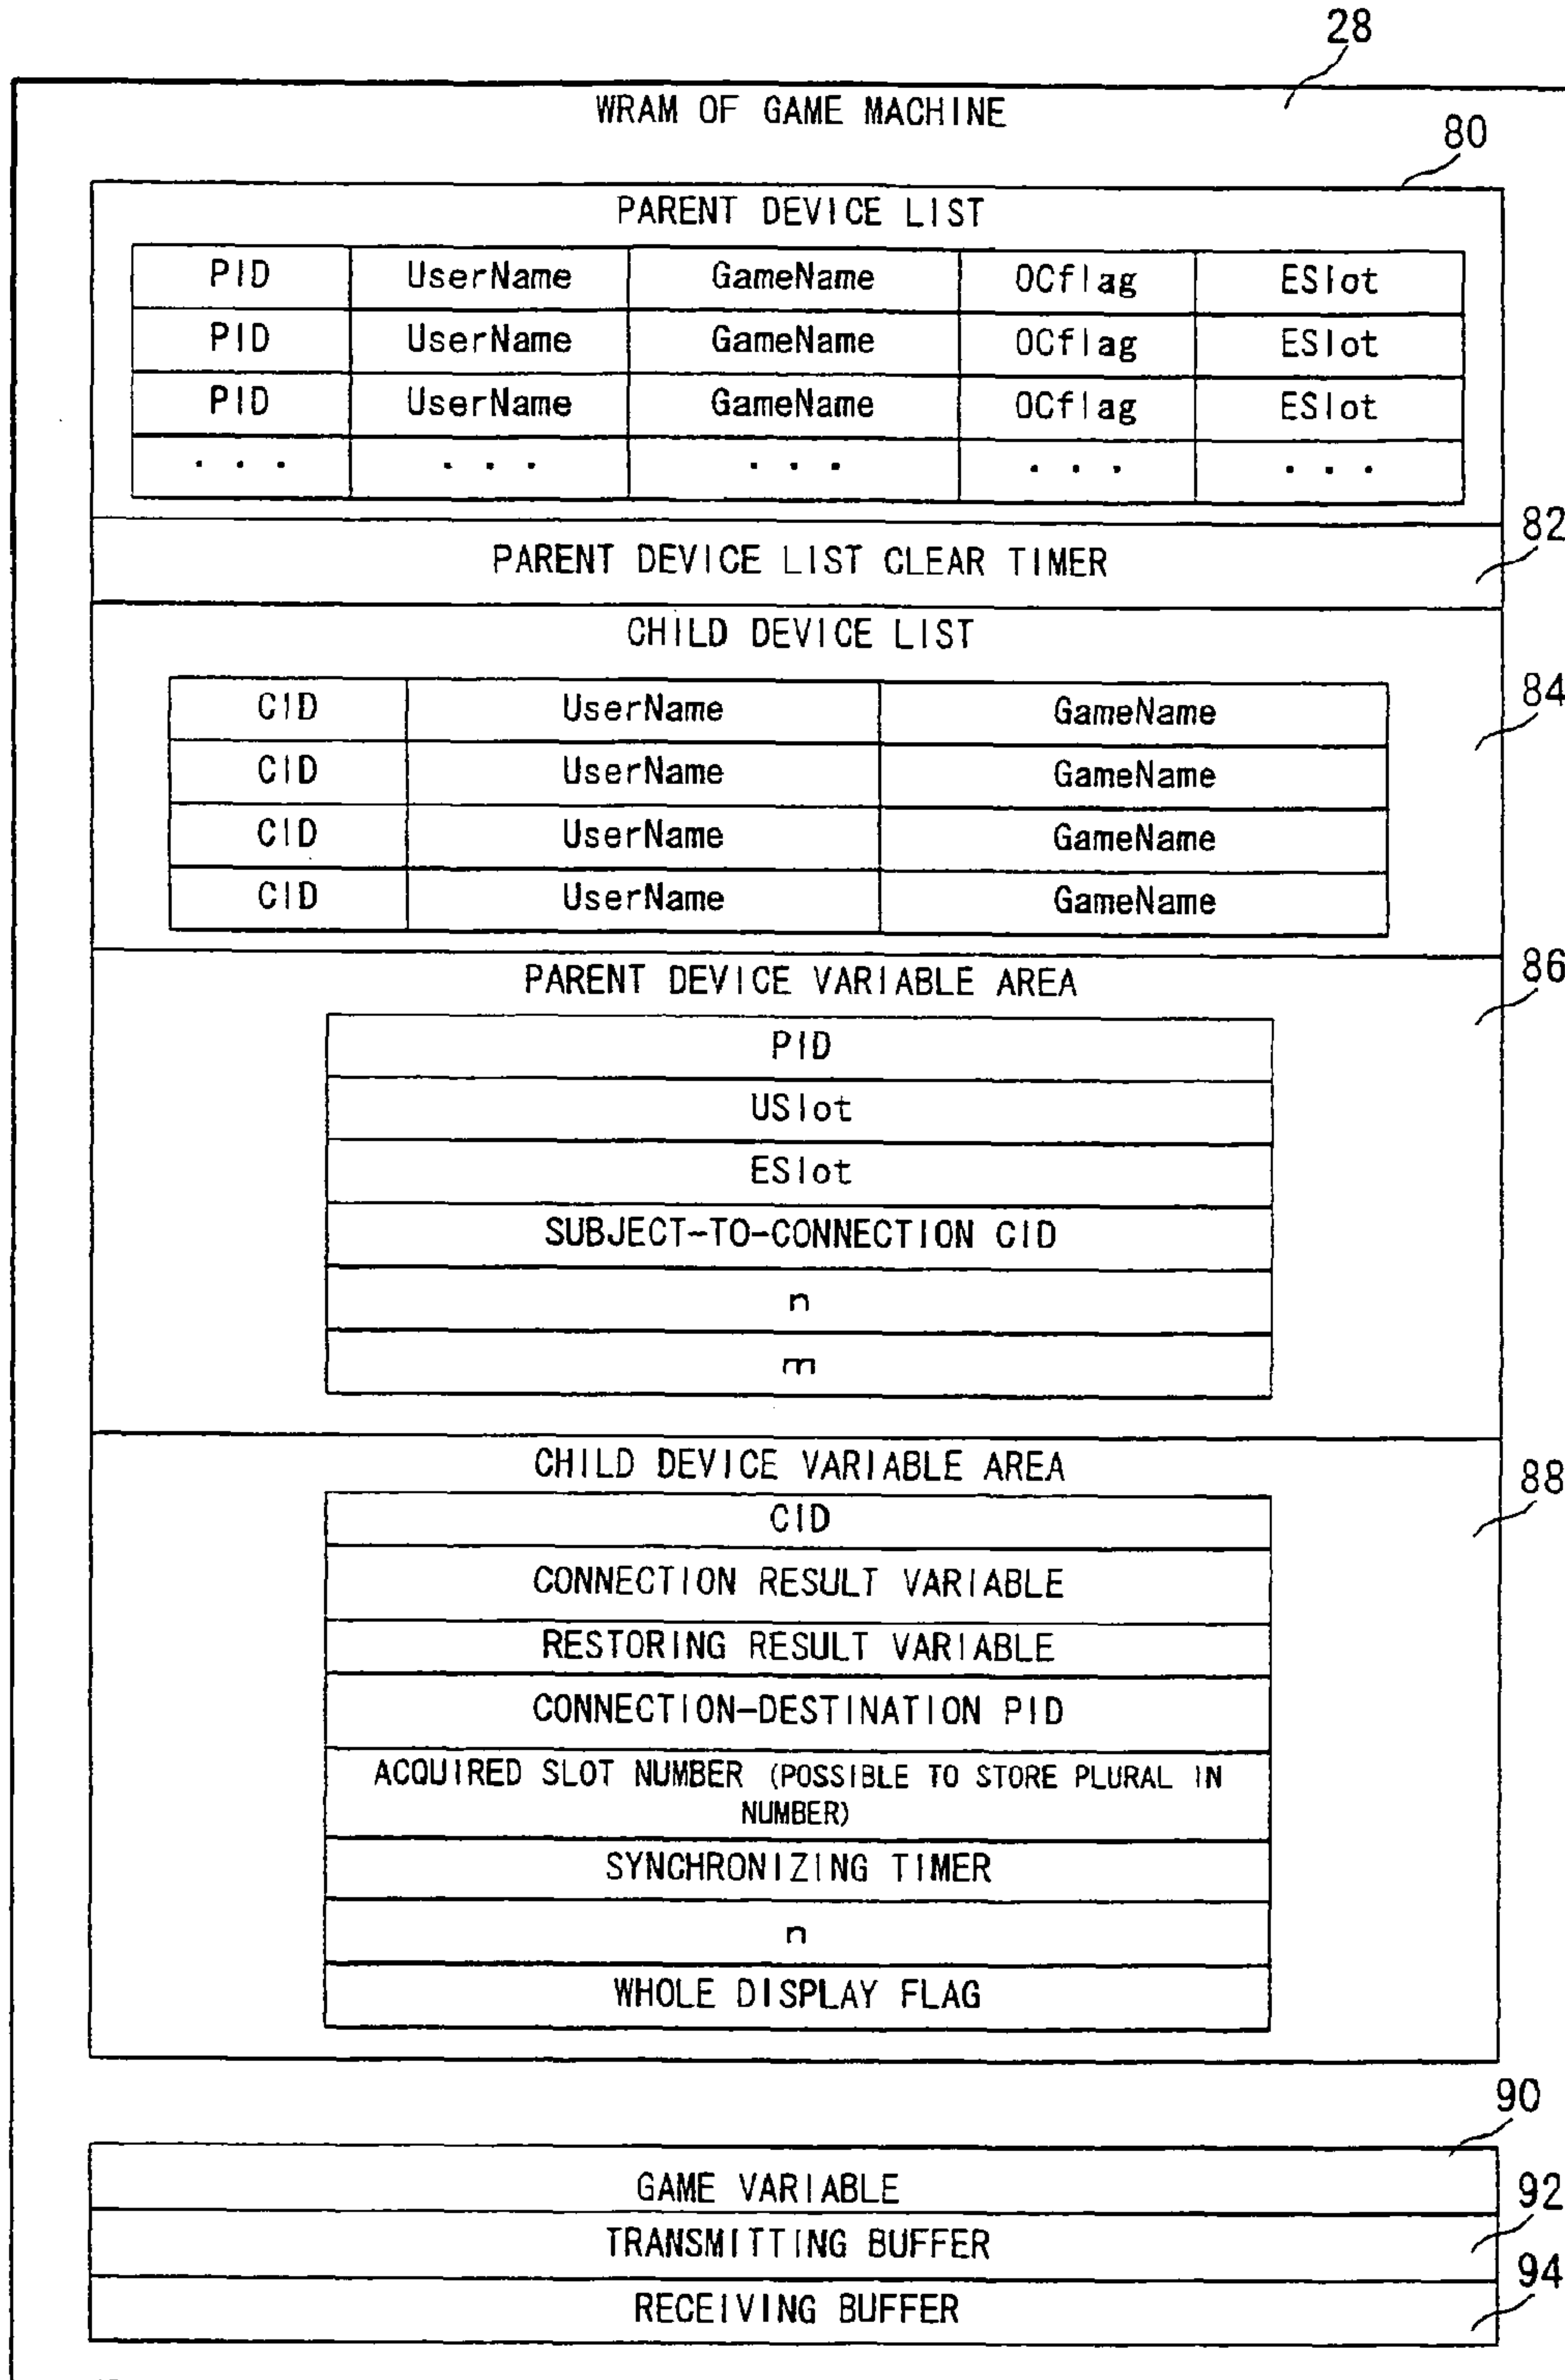 28
WRAM OF GAME MACHINE
80
PARENT DEVICE LIST
PID UserName GameName OCflag ESlot
PID UserName GameName OCflag ESlot
PID UserName GameName OCflag ESlot
... ... ... ... ...
82
PARENT DEVICE LIST CLEAR TIMER
CHILD DEVICE LIST
84
CID UserName GameName
CID UserName GameName
CID UserName GameName
CID UserName GameName
86
PARENT DEVICE VARIABLE AREA
PID
USlot
ESlot
SUBJECT-TO-CONNECTION CID
n
m
CHILD DEVICE VARIABLE AREA
88
CID
CONNECTION RESULT VARIABLE
RESTORING RESULT VARIABLE
CONNECTION-DESTINATION PID
ACQUIRED SLOT NUMBER (POSSIBLE TO STORE PLURAL IN
NUMBER)
SYNCHRONIZING TIMER
n
WHOLE DISPLAY FLAG
90
GAME VARIABLE
92
TRANSMITTING BUFFER
94
RECEIVING BUFFER